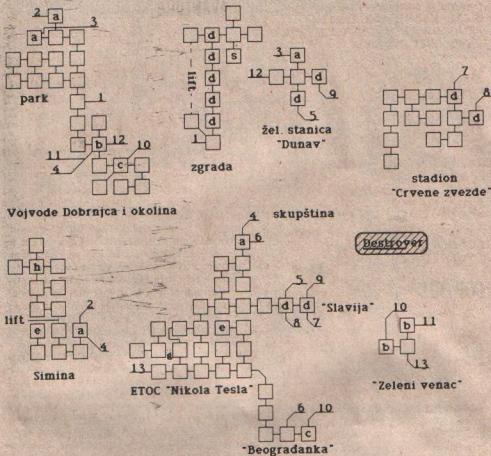 2
a
3
a
park
1
b
12
10
11
4
c
Vojvode Dobrnjca i okolina
d
s
d
d
d
d
lift
1
zgrada
3
a
12
d
9
d
5
žel. stanica
"Dunav"
7
d
8
d
stadion
"Crvene zvezde"
4
skupština
a
6
Destroyer
h
lift
2
e
a
4
Simina
5
9
d
d
"Slavija"
8
7
e
13
ETOC "Nikola Tesla"
10
b
11
b
13
"Zeleni venac"
6
10
c
"Beograđanka"